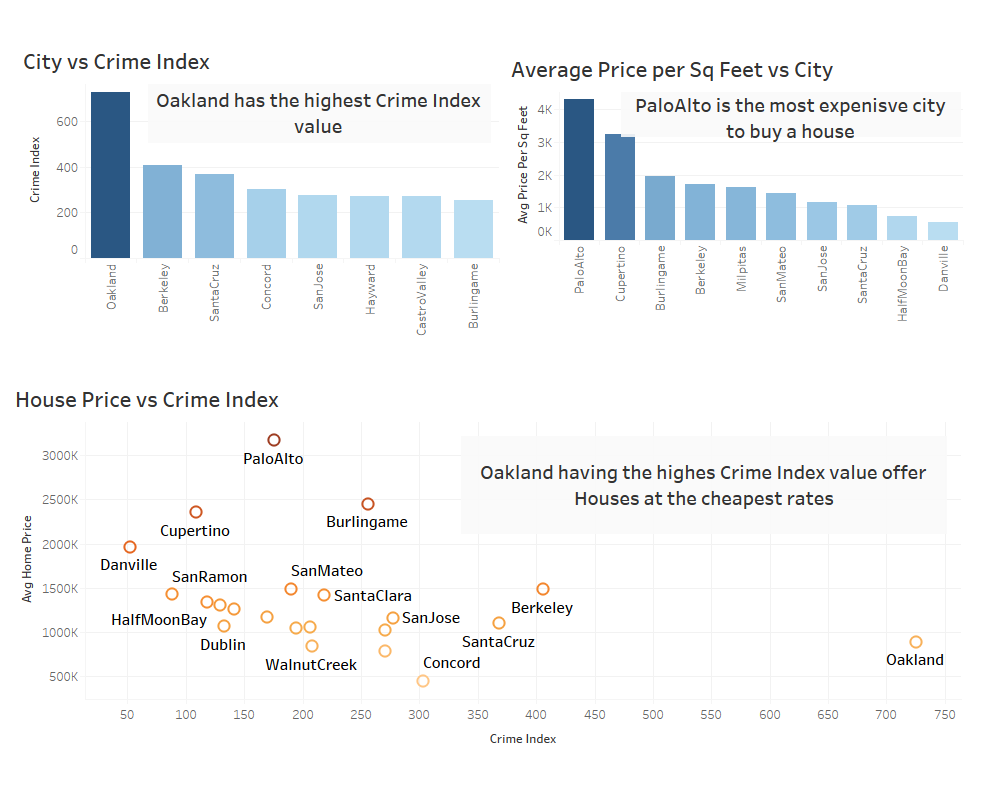 City vs Crime Index
Oakland has the highest Crime Index
value
Crime Index
600
400
200
0
Oakland
Berkeley
SantaCruz
Concord
SanJose
Hayward
CastroValley
Burlingame
Average Price per Sq Feet vs City
PaloAlto is the most expenisve city
to buy a house
Avg Price Per Sq Feet
4K
3K
2K
1K
0K
PaloAlto
Cupertino
Burlingame
Berkeley
Milpitas
SanMateo
SanJose
SantaCruz
HalfMoonBay
Danville
House Price vs Crime Index
Oakland having the highes Crime Index value offer
Houses at the cheapest rates
Avg Home Price
3000K
2500K
2000K
1500K
1000K
500K
PaloAlto
Burlingame
Cupertino
Danville
SanRamon
SanMateo
SantaClara
Berkeley
HalfMoonBay
SanJose
Dublin
SantaCruz
WalnutCreek
Concord
Oakland
50 100 150 200 250 300 350 400 450 500 550 600 650 700 750
Crime Index